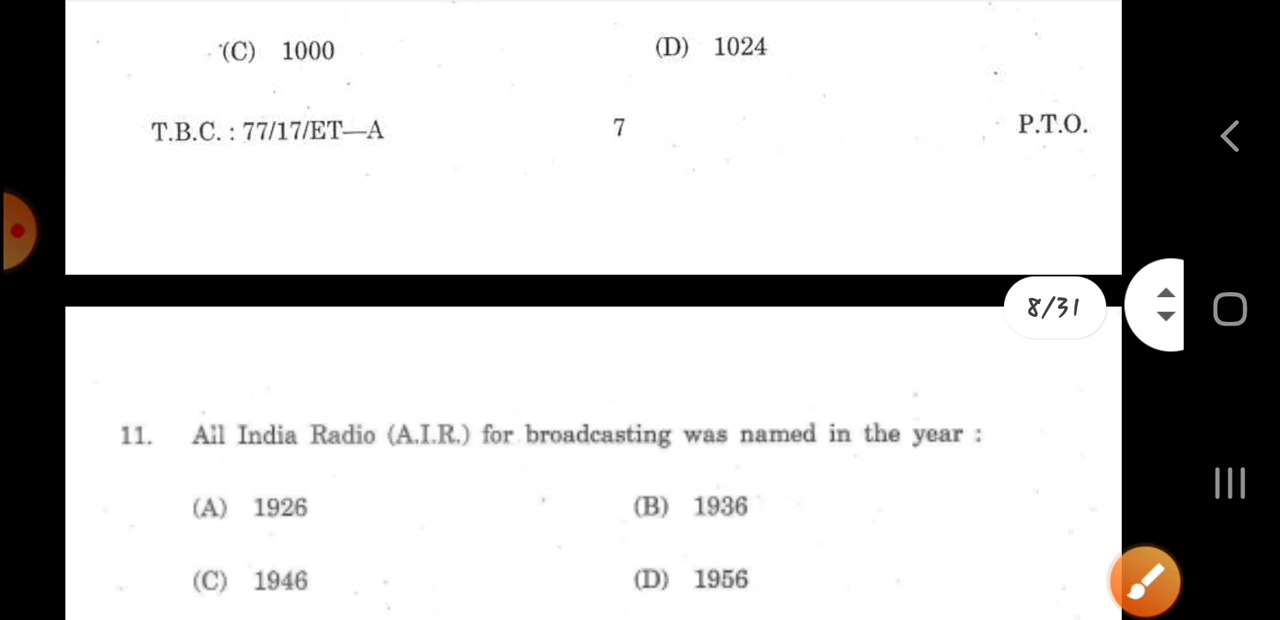 (C) 1000 (D) 1024
T.B.C. : 77/17/ET—A 7 P.T.O.
8/31
11. All India Radio (A.I.R.) for broadcasting was named in the year :
(A) 1926 (B) 1936
(C) 1946 (D) 1956